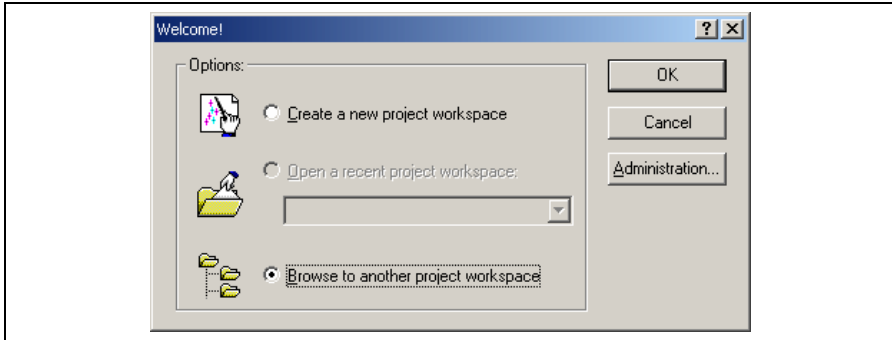 Welcome!
Options:
Create a new project workspace
Open a recent project workspace:
Browse to another project workspace
OK
Cancel
Administration...